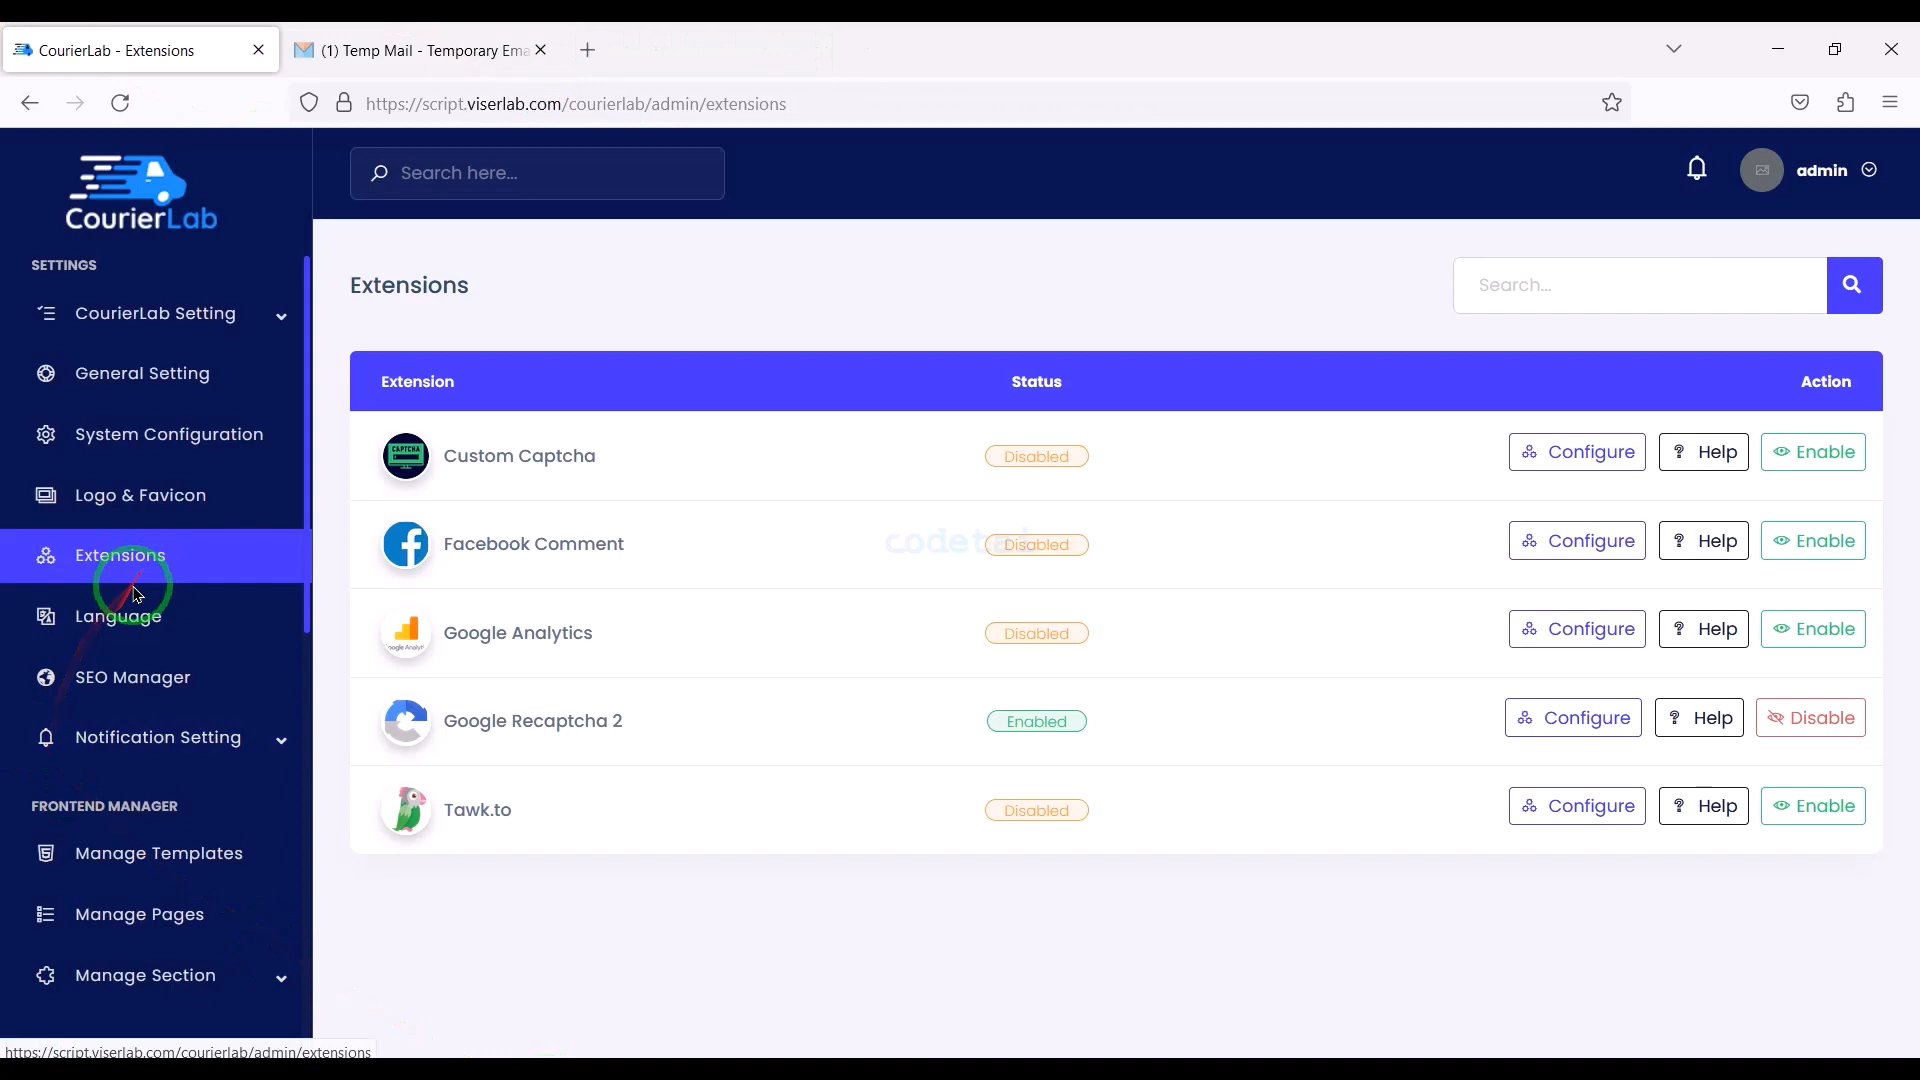 CourierLab - Extensions
(1) Temp Mail - Temporary Ema
https://script.viserlab.com/courierlab/admin/extensions
CourierLab
Search here...
admin
SETTINGS
CourierLab Setting
General Setting
System Configuration
Logo & Favicon
Extensions
Language
SEO Manager
Notification Setting
FRONTEND MANAGER
Manage Templates
Manage Pages
Manage Section
Extensions
Search...
Extension Status Action
CAPTCHA
Custom Captcha Disabled Configure ? Help Enable
Facebook Comment Disabled Configure ? Help Enable
Google Analytics Disabled Configure ? Help Enable
Google Recaptcha 2 Enabled Configure ? Help Disable
Tawk.to Disabled Configure ? Help Enable
https://script.viserlab.com/courierlab/admin/extensions